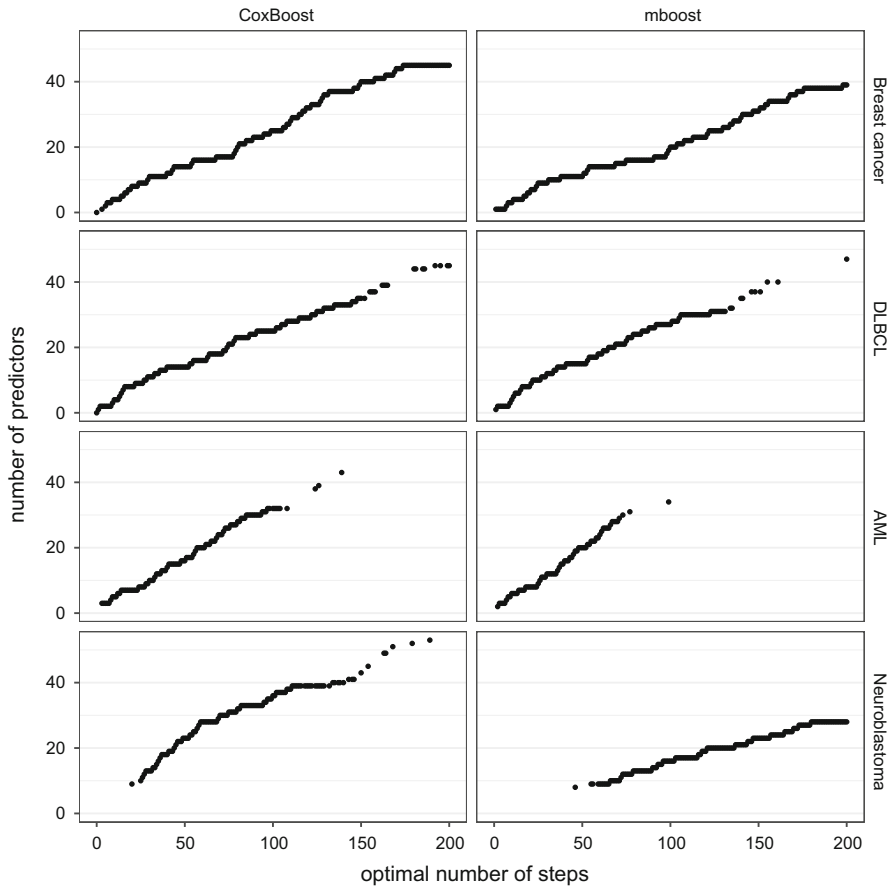 CoxBoost mboost
40
20
0
Breast cancer
40
20
0
DLBCL
number of predictors
40
20
0
AML
40
20
0
Neuroblastoma
0 50 100 150 200 0 50 100 150 200
optimal number of steps